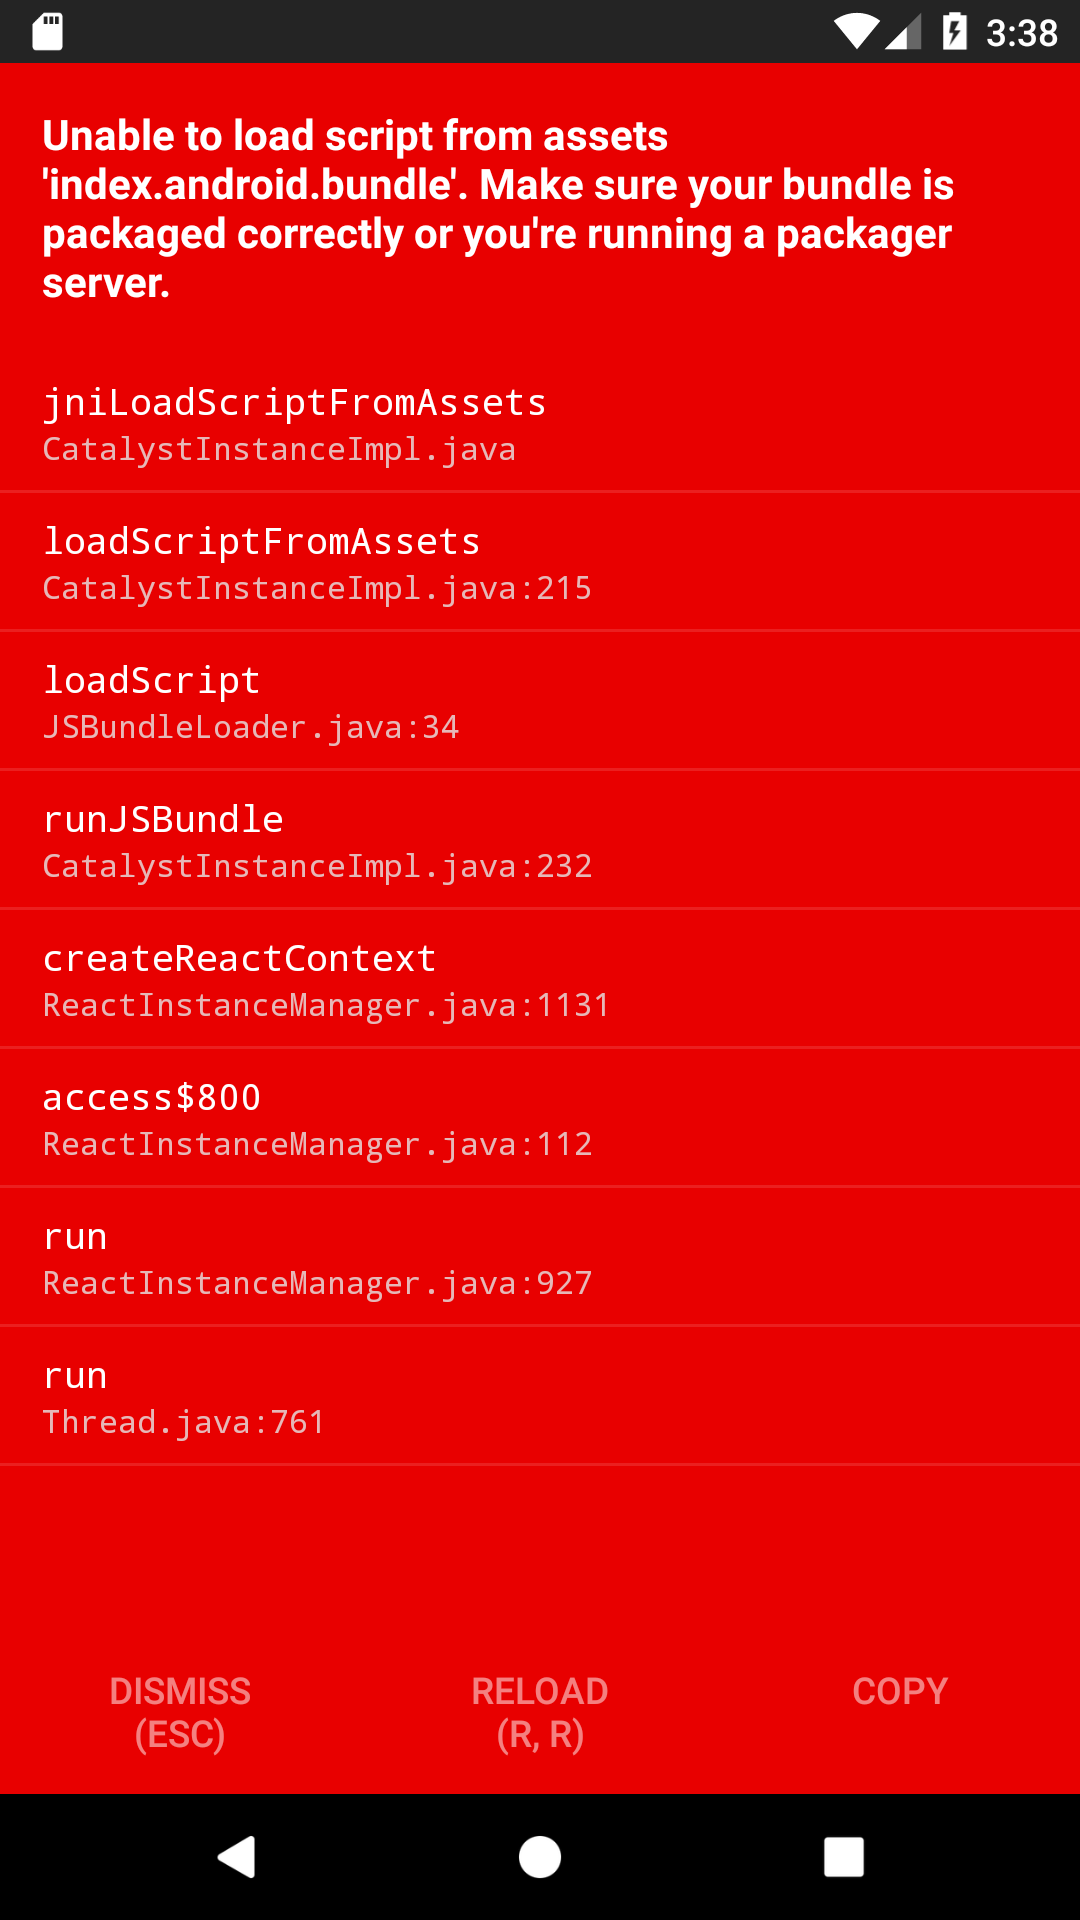 3:38
Unable to load script from assets
'index.android.bundle'. Make sure your bundle is
packaged correctly or you're running a packager
server.
jniLoadScriptFromAssets
CatalystInstanceImpl.java
loadScriptFromAssets
CatalystInstanceImpl.java:215
loadScript
JSBundleLoader.java:34
runJSBundle
CatalystInstanceImpl.java:232
createReactContext
ReactInstanceManager.java:1131
access$800
ReactInstanceManager.java:112
run
ReactInstanceManager.java:927
run
Thread.java:761
DISMISS
(ESC)
RELOAD
(R, R)
COPY